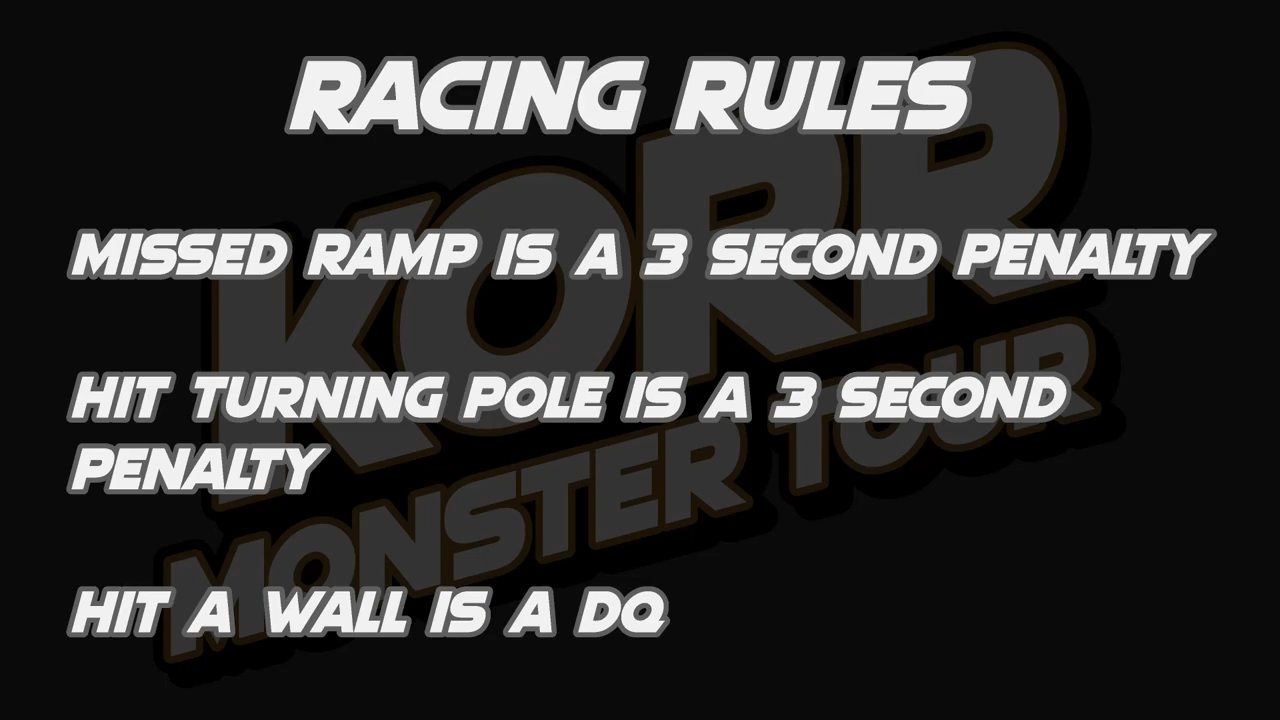 RACING RULES
MISSED RAMP IS A 3 SECOND PENALTY
HIT TURNING POLE IS A 3 SECOND
PENALTY
HIT A WALL IS A DQ
KORR
MONSTER TOUR